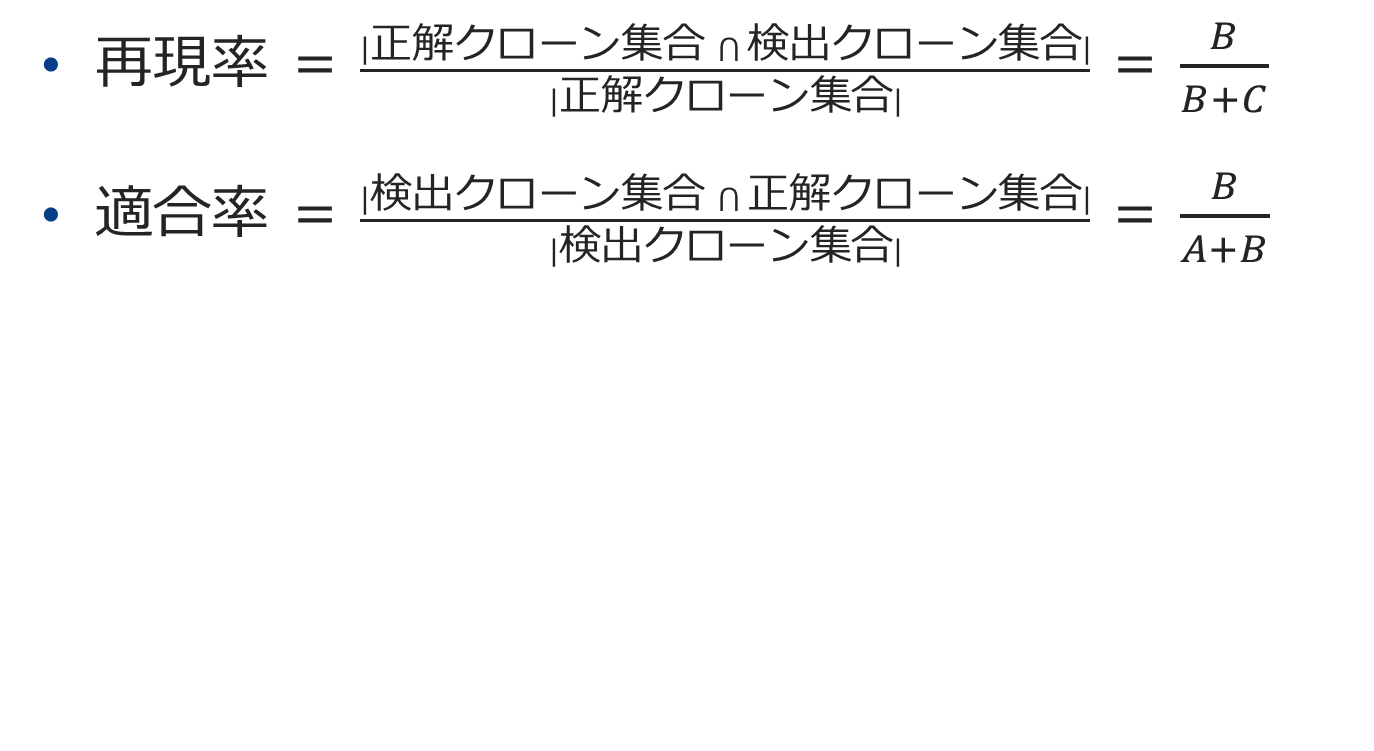 • 再現率 = |正解クローン集合 ∩ 検出クローン集合| / |正解クローン集合| = B / B+C
• 適合率 = |検出クローン集合 ∩ 正解クローン集合| / |検出クローン集合| = B / A+B